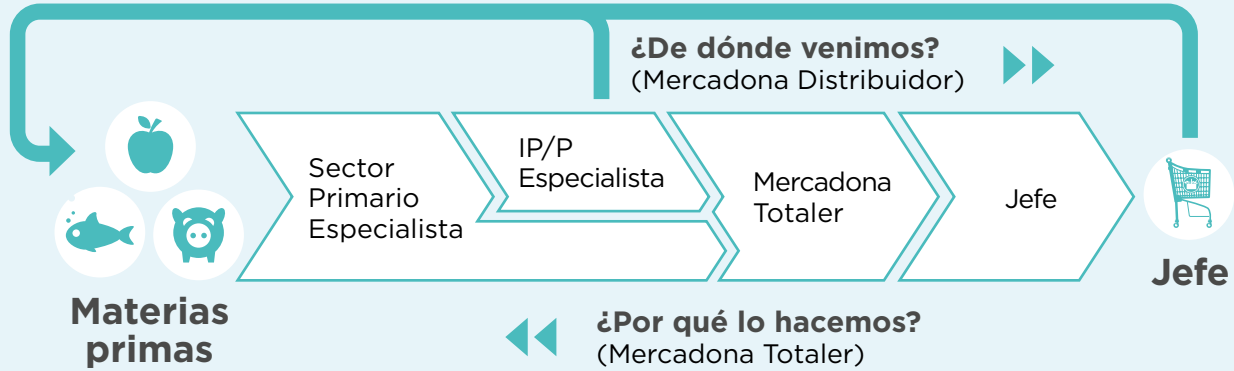 ¿De dónde venimos?
(Mercadona Distribuidor)
Sector
Primario
Especialista
IP/P
Especialista
Mercadona
Totaler
Jefe
Jefe
Materias
primas
¿Por qué lo hacemos?
(Mercadona Totaler)